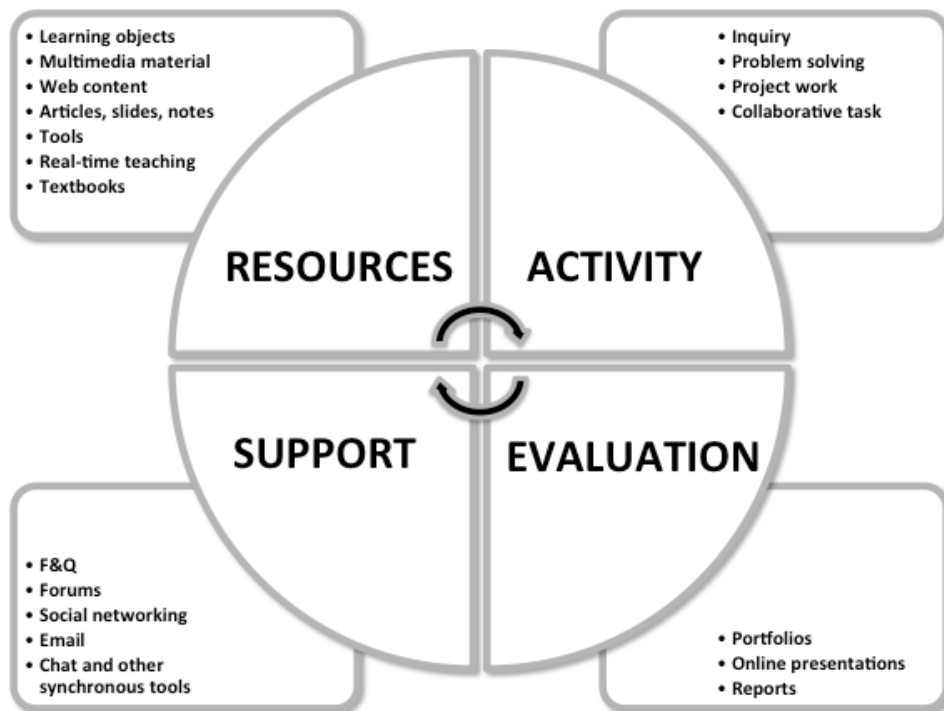 • Learning objects
• Multimedia material
• Web content
• Articles, slides, notes
• Tools
• Real-time teaching
• Textbooks
• Inquiry
• Problem solving
• Project work
• Collaborative task
RESOURCES
ACTIVITY
SUPPORT
EVALUATION
• F&Q
• Forums
• Social networking
• Email
• Chat and other
synchronous tools
• Portfolios
• Online presentations
• Reports